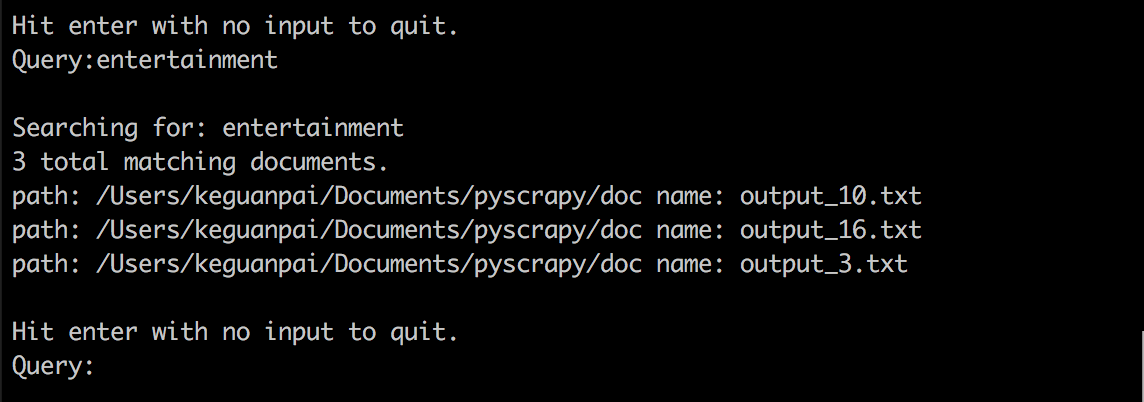 Hit enter with no input to quit.
Query:entertainment
Searching for: entertainment
3 total matching documents.
path: /Users/keguanpai/Documents/pyscrapy/doc name: output_10.txt
path: /Users/keguanpai/Documents/pyscrapy/doc name: output_16.txt
path: /Users/keguanpai/Documents/pyscrapy/doc name: output_3.txt
Hit enter with no input to quit.
Query: